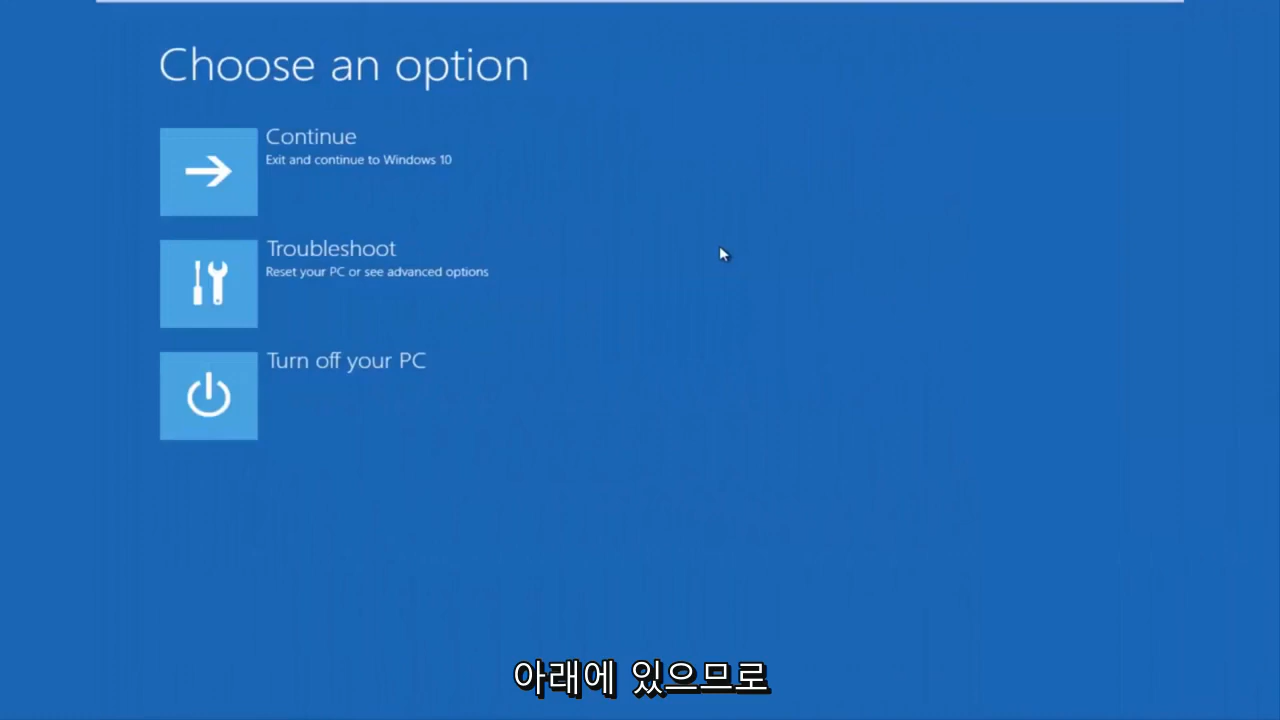 Choose an option
Continue
Exit and continue to Windows 10
Troubleshoot
Reset your PC or see advanced options
Turn off your PC
아래에 있으므로